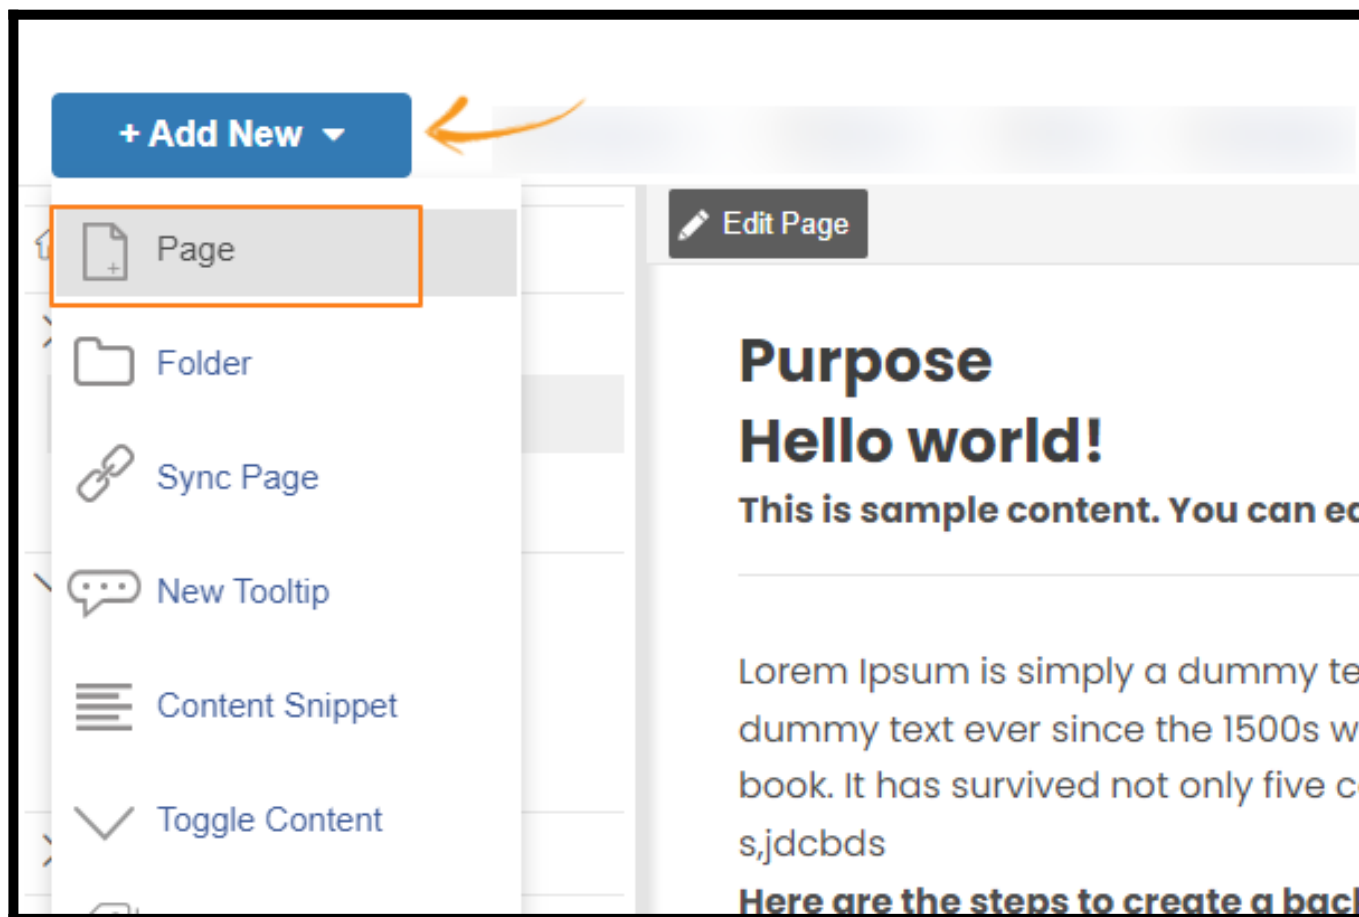 + Add New
Page
Folder
Sync Page
New Tooltip
Content Snippet
Toggle Content
Edit Page
Purpose
Hello world!
This is sample content. You can
Lorem Ipsum is simply a dummy
dummy text ever since the 1500s
book. It has survived not only five
s,jdcbds
Here are the steps to create a